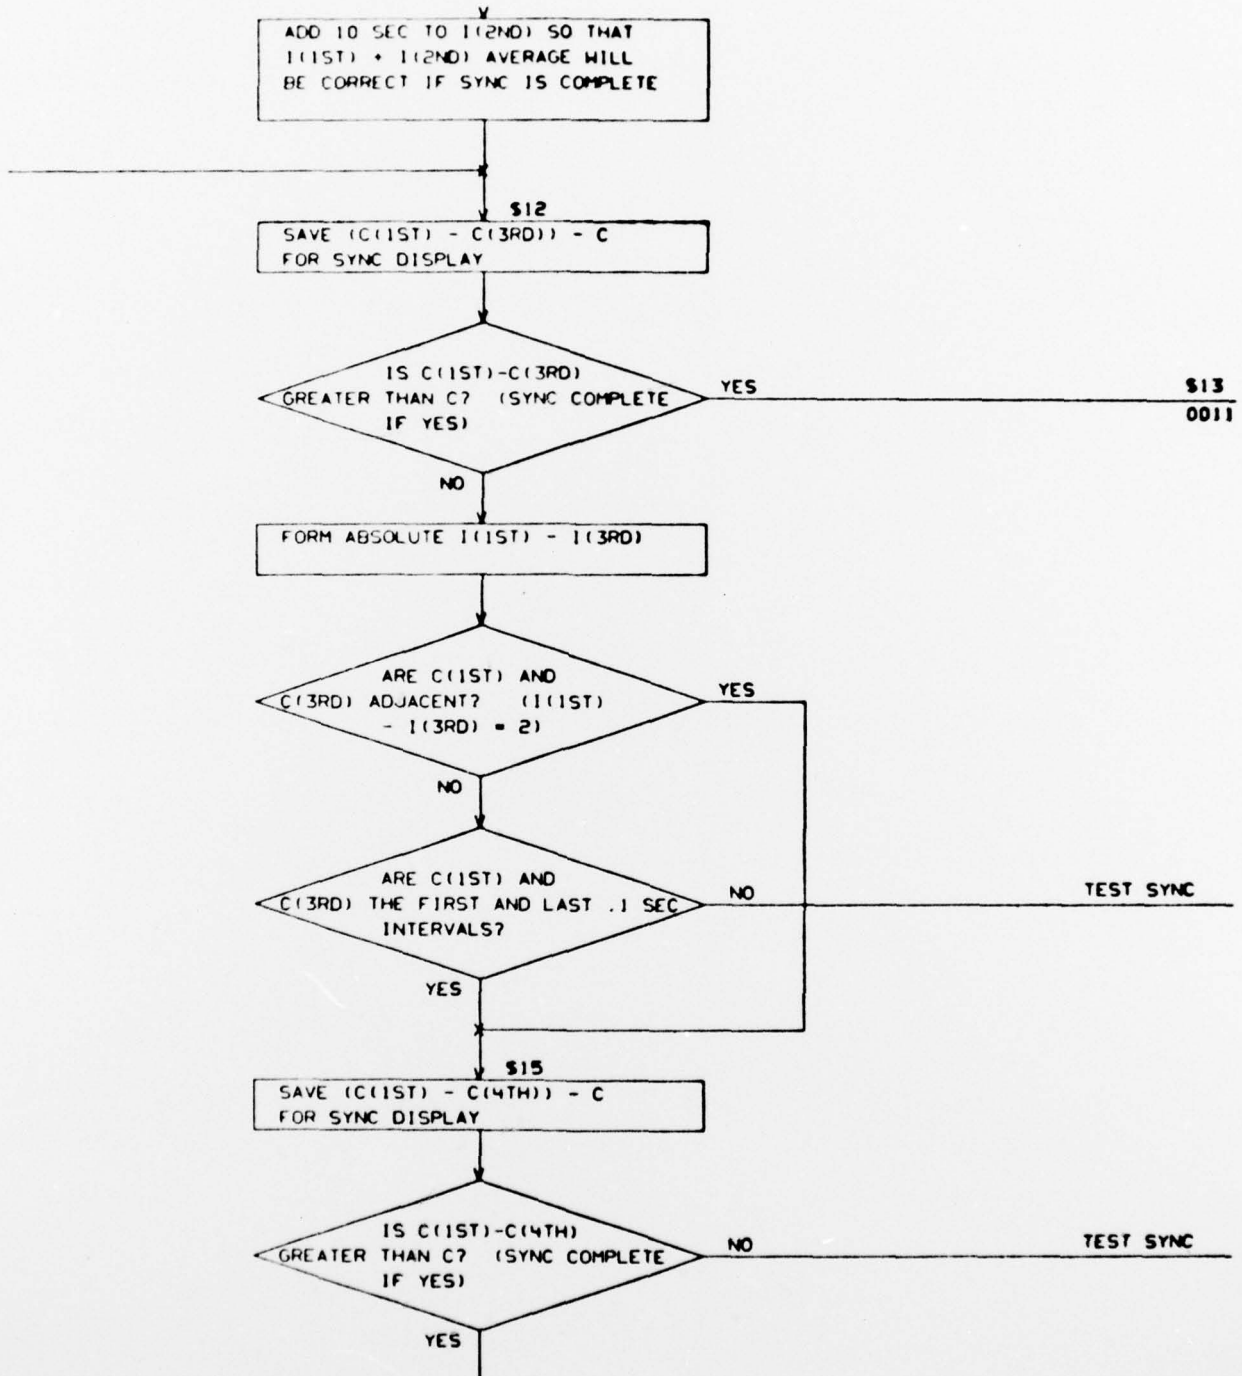 ADD 10 SEC TO I(2ND) SO THAT
I(1ST) + I(2ND) AVERAGE WILL
BE CORRECT IF SYNC IS COMPLETE
$12
SAVE (C(1ST) - C(3RD)) - C
FOR SYNC DISPLAY
IS C(1ST)-C(3RD)
GREATER THAN C? (SYNC COMPLETE
IF YES)
YES
$13
0011
NO
FORM ABSOLUTE I(1ST) - I(3RD)
ARE C(1ST) AND
C(3RD) ADJACENT? (I(1ST)
- I(3RD) = 2)
YES
NO
ARE C(1ST) AND
C(3RD) THE FIRST AND LAST .1 SEC
INTERVALS?
NO
TEST SYNC
YES
$15
SAVE (C(1ST) - C(4TH)) - C
FOR SYNC DISPLAY
IS C(1ST)-C(4TH)
GREATER THAN C? (SYNC COMPLETE
IF YES)
NO
TEST SYNC
YES